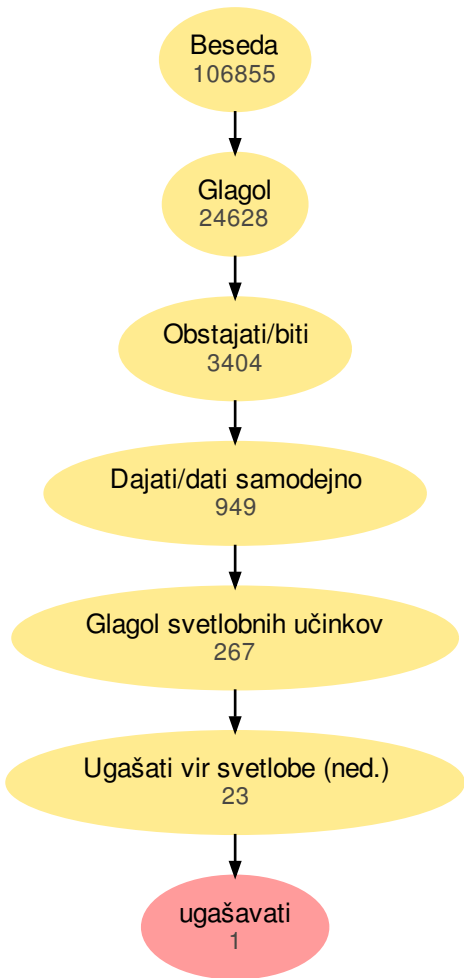 Beseda
106855
Glagol
24628
Obstajati/biti
3404
Dajati/dati samodejno
949
Glagol svetlobnih učinkov
267
Ugašati vir svetlobe (ned.)
23
ugašavati
1